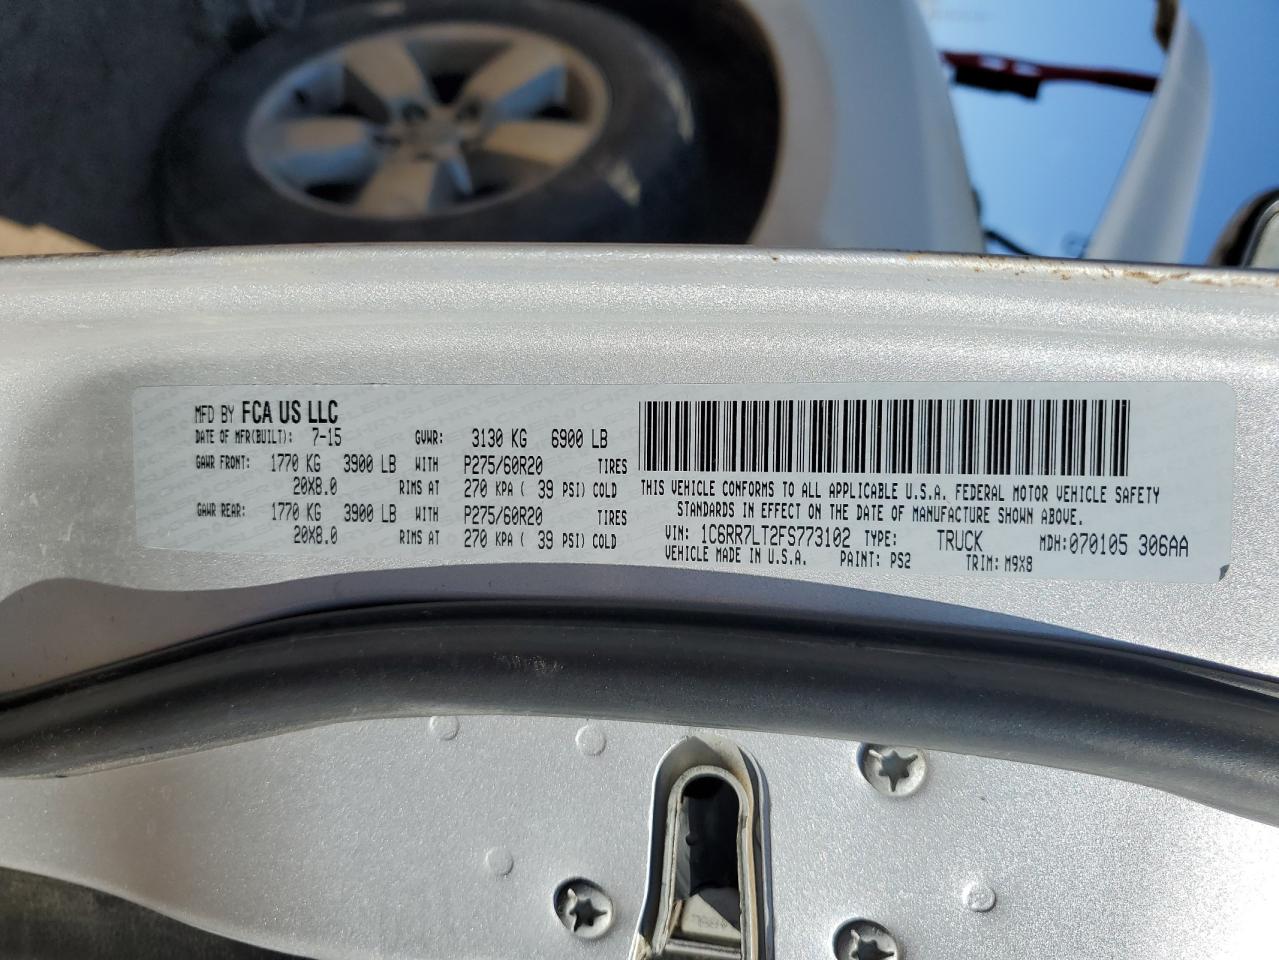 MFD BY FCA US LLC
DATE OF MFR(BUILT): 7-15 GVWR: 3130 KG 6900 LB
GAWR FRONT: 1770 KG 3900 LB WITH P275/60R20 TIRES
20X8.0 RIMS AT 270 KPA ( 39 PSI) COLD
GAWR REAR: 1770 KG 3900 LB WITH P275/60R20 TIRES
20X8.0 RIMS AT 270 KPA ( 39 PSI) COLD
THIS VEHICLE CONFORMS TO ALL APPLICABLE U.S.A. FEDERAL MOTOR VEHICLE SAFETY
STANDARDS IN EFFECT ON THE DATE OF MANUFACTURE SHOWN ABOVE.
VIN: 1C6RR7LT2FS773102 TYPE: TRUCK MDH:070105 306AA
VEHICLE MADE IN U.S.A. PAINT: PS2 TRIM: M9X8